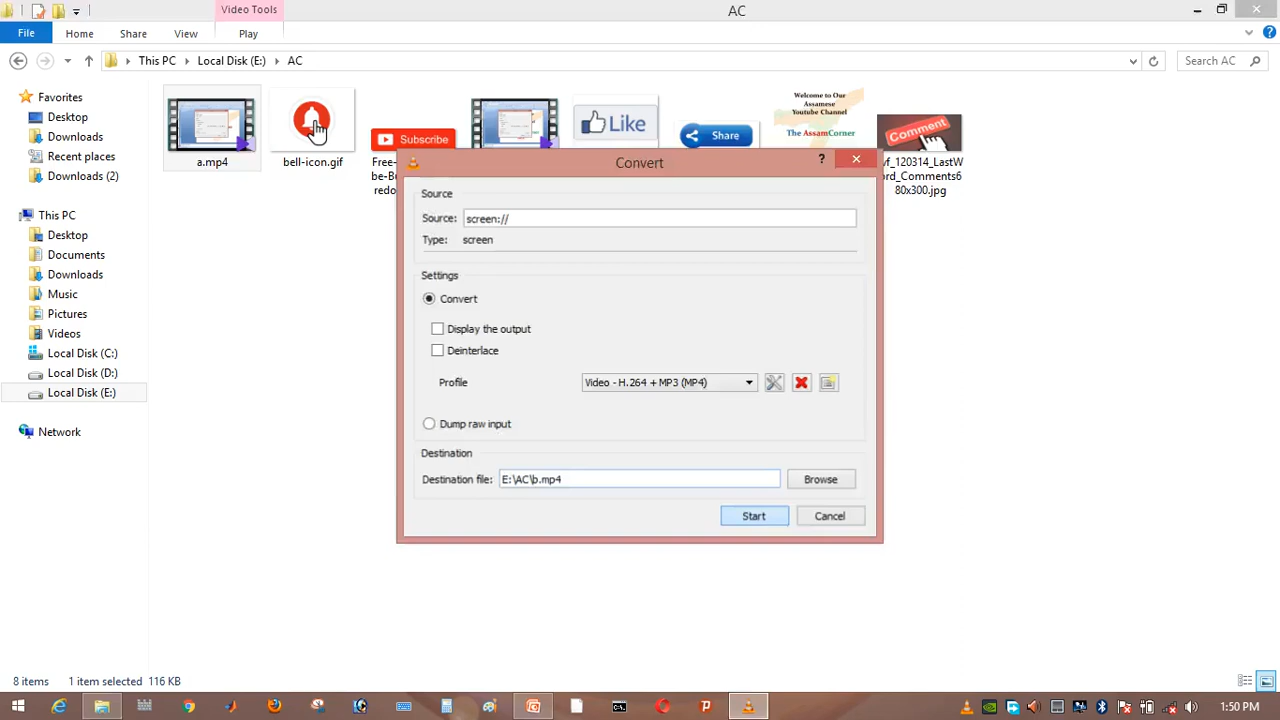 Video Tools
AC
File
Home
Share
View
Play
This PC
Local Disk (E:)
AC
Search AC
Favorites
Desktop
Downloads
Recent places
Downloads (2)
This PC
Desktop
Documents
Downloads
Music
Pictures
Videos
Local Disk (C:)
Local Disk (D:)
Local Disk (E:)
Network
a.mp4
bell-icon.gif
Subscribe
Like
Share
Welcome to Our
Assamese
Youtube Channel
The AssamCorner
Comment
vf_120314_LastW
ord_Comments6
80x300.jpg
Convert
?
Source
Source: screen://
Type: screen
Settings
Convert
Display the output
Deinterlace
Profile
Video - H.264 + MP3 (MP4)
Dump raw input
Destination
Destination file: E:\AC\b.mp4
Browse
Start
Cancel
8 items
1 item selected 116 KB
1:50 PM